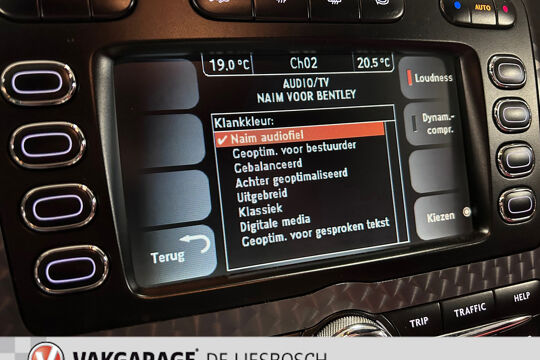 AUTO
19.0 °C Ch02 20.5 °C
AUDIO/TV
NAIM VOOR BENTLEY
Loudness
Klankkleur:
✓ Naim audiofiel
Geoptim. voor bestuurder
Gebalanceerd
Achter geoptimaliseerd
Uitgebreid
Klassiek
Digitale media
Geoptim. voor gesproken tekst
Dynam.-
compr.
Kiezen
Terug
TRIP TRAFFIC HELP
VAKGARAGE DE LIESBOSCH